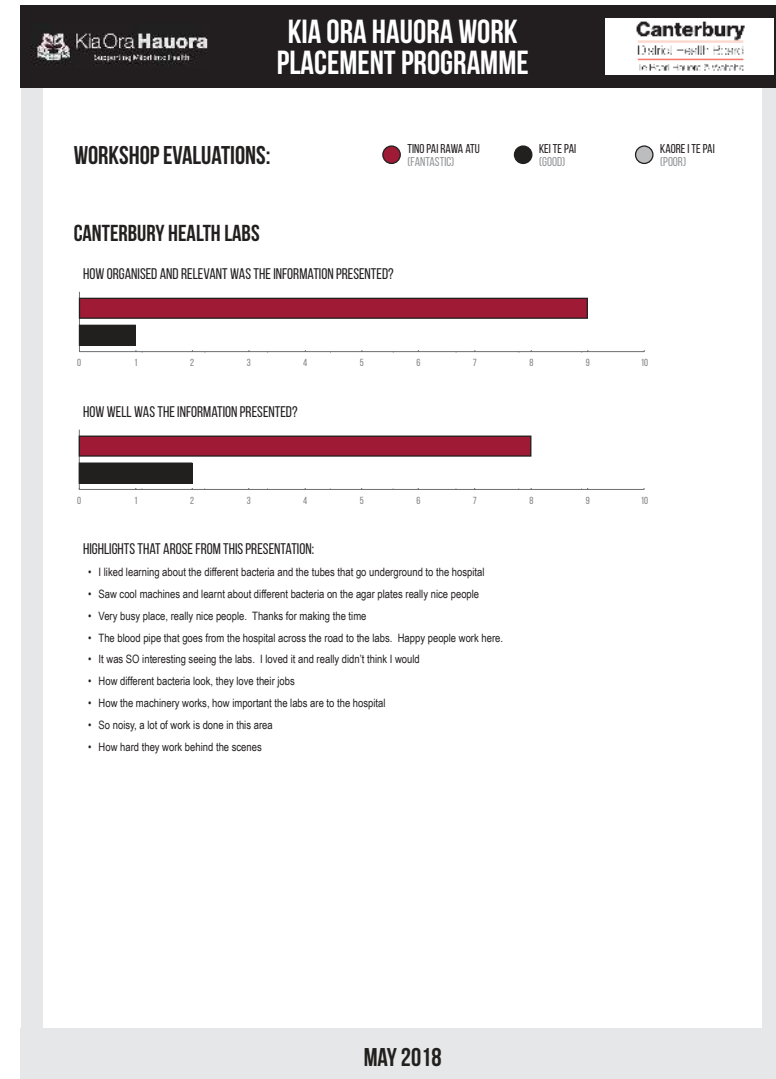 Kia Ora Hauora
Supporting Māori into Health
KIA ORA HAUORA WORK
PLACEMENT PROGRAMME
Canterbury
District Health Board
WORKSHOP EVALUATIONS:
TINO PAI RAWA ATU
(FANTASTIC)
KEI TE PAI
(GOOD)
KAORE I TE PAI
(POOR)
CANTERBURY HEALTH LABS
HOW ORGANISED AND RELEVANT WAS THE INFORMATION PRESENTED?
0 1 2 3 4 5 6 7 8 9 10
HOW WELL WAS THE INFORMATION PRESENTED?
0 1 2 3 4 5 6 7 8 9 10
HIGHLIGHTS THAT AROSE FROM THIS PRESENTATION:
• I liked learning about the different bacteria and the tubes that go underground to the hospital
• Saw cool machines and learnt about different bacteria on the agar plates really nice people
• Very busy place, really nice people. Thanks for making the time
• The blood pipe that goes from the hospital across the road to the labs. Happy people work here.
• It was SO interesting seeing the labs. I loved it and really didn't think I would
• How different bacteria look, they love their jobs
• How the machinery works, how important the labs are to the hospital
• So noisy, a lot of work is done in this area
• How hard they work behind the scenes
MAY 2018